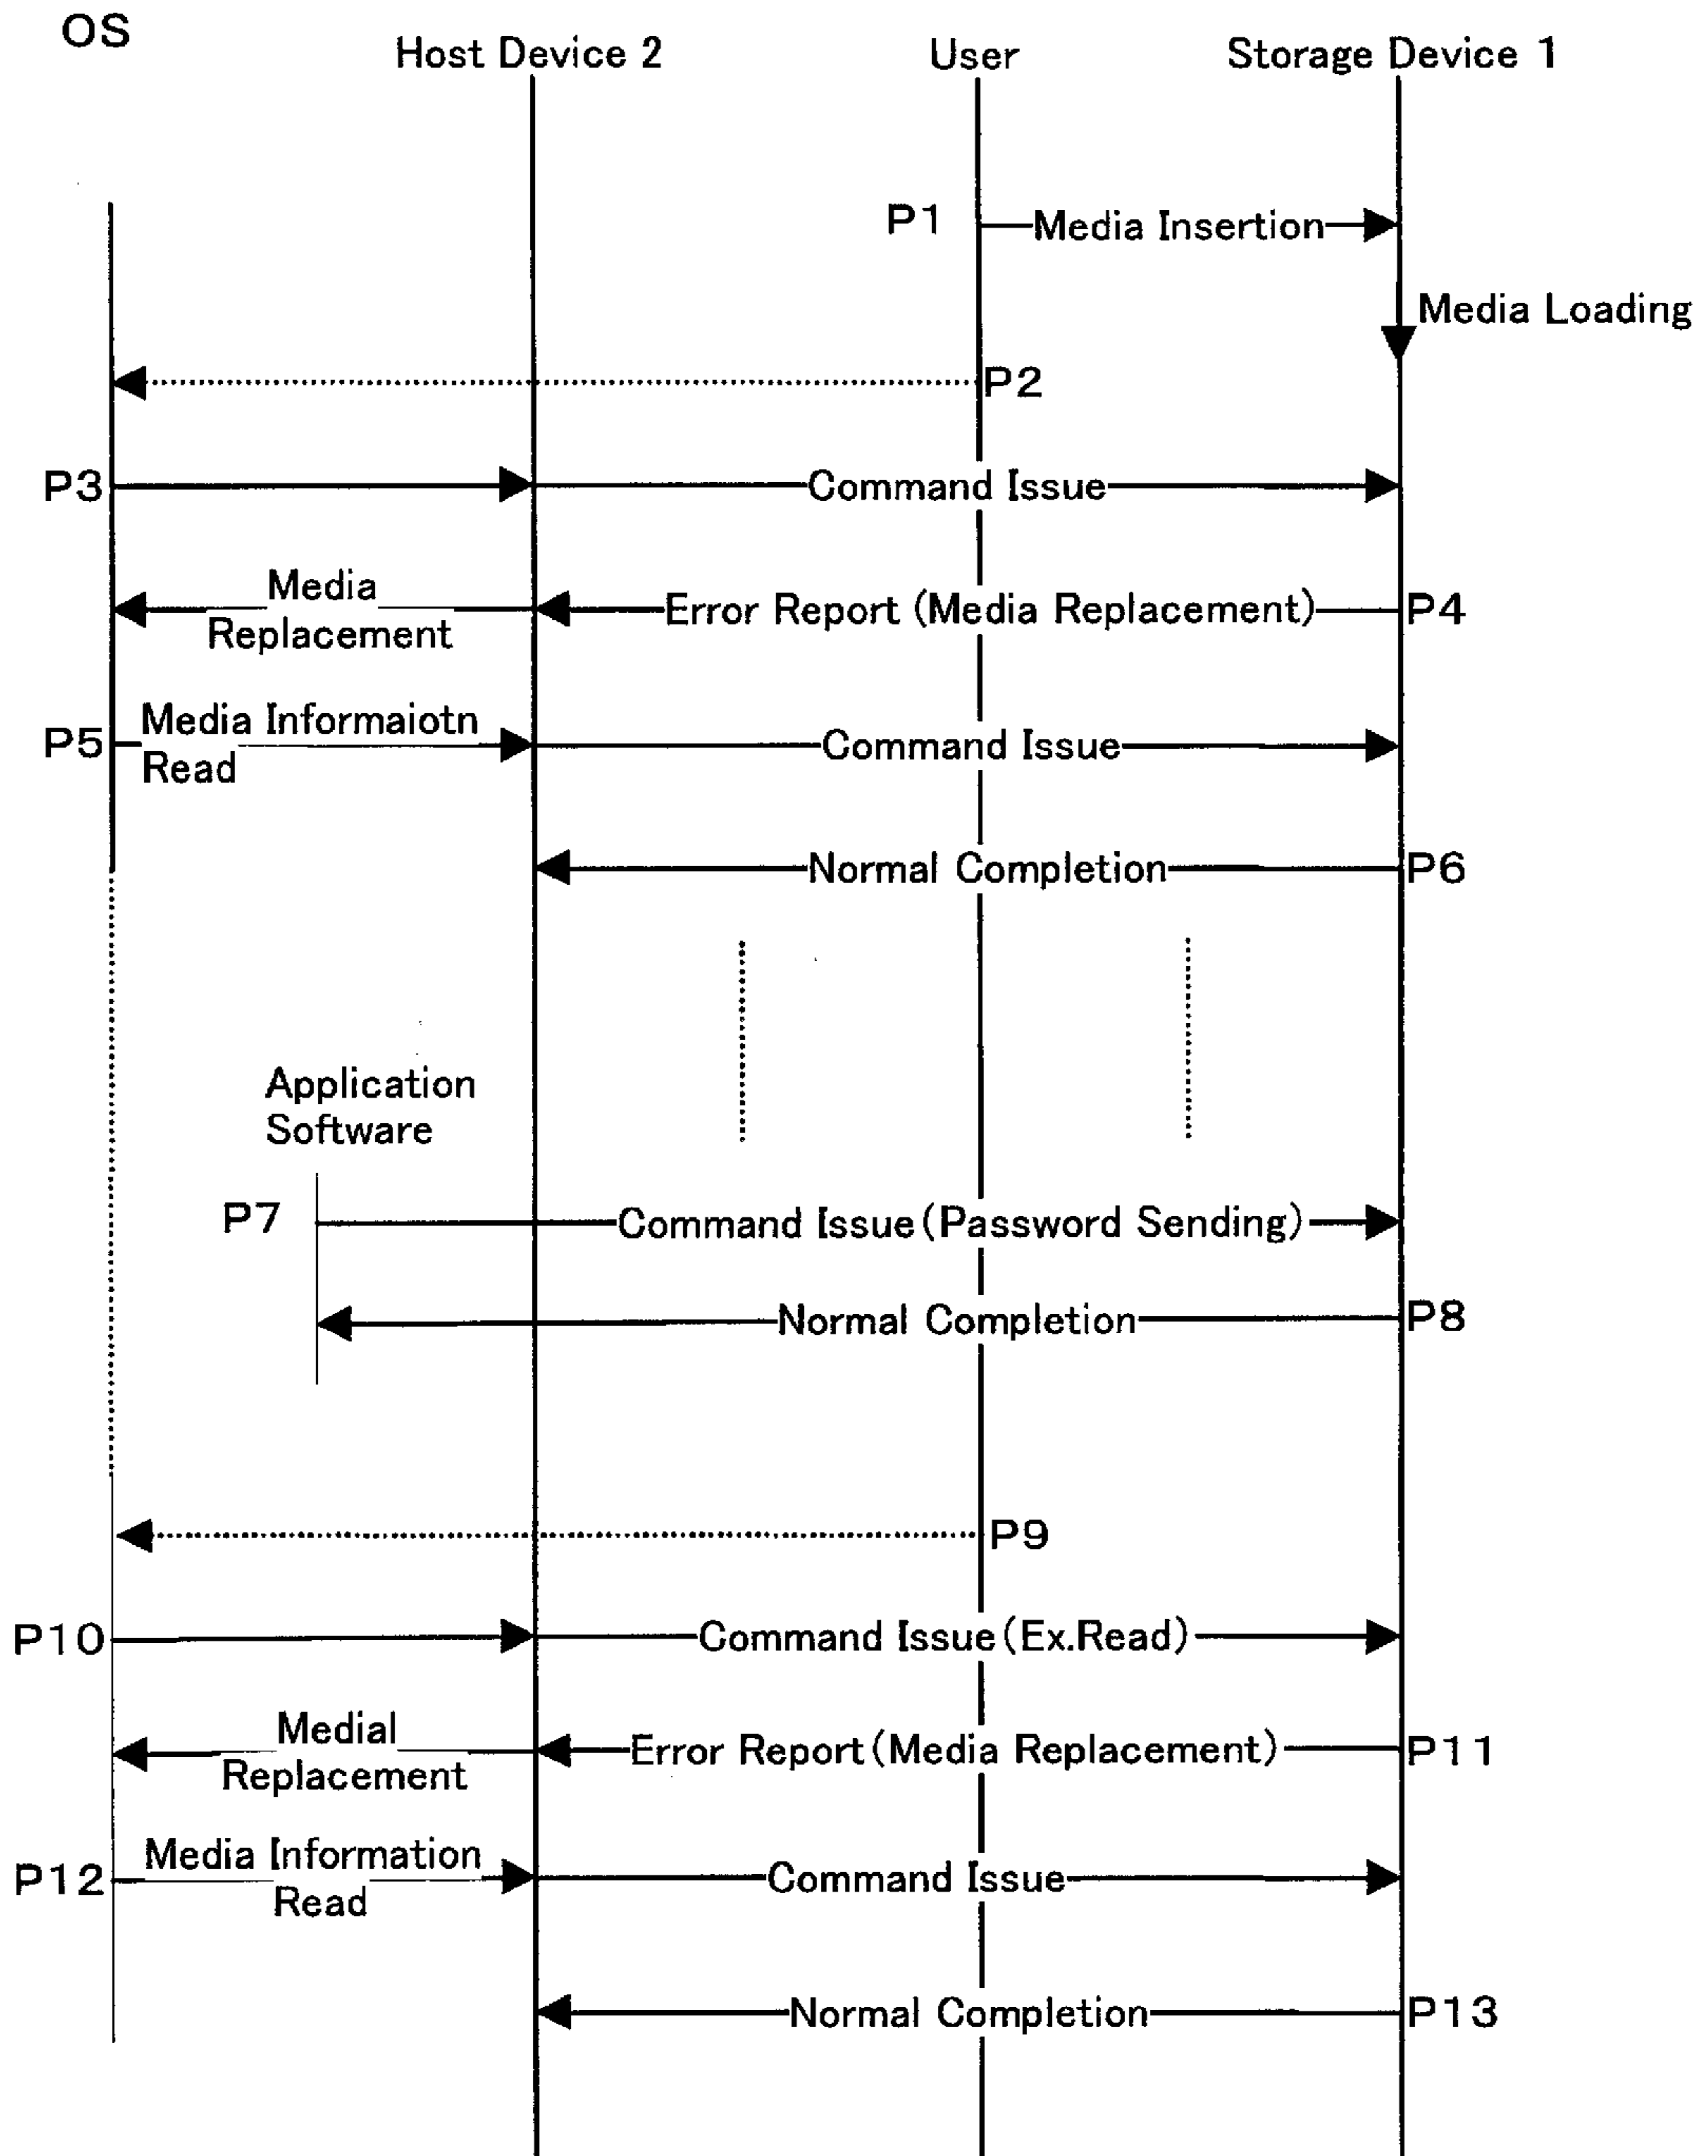 OS
Host Device 2
User
Storage Device 1
P1
Media Insertion
Media Loading
P2
P3
Command Issue
Media
Replacement
Error Report (Media Replacement)
P4
P5
Media Informaiotn
Read
Command Issue
Normal Completion
P6
Application
Software
P7
Command Issue (Password Sending)
Normal Completion
P8
P9
P10
Command Issue (Ex.Read)
Medial
Replacement
Error Report (Media Replacement)
P11
P12
Media Information
Read
Command Issue
Normal Completion
P13